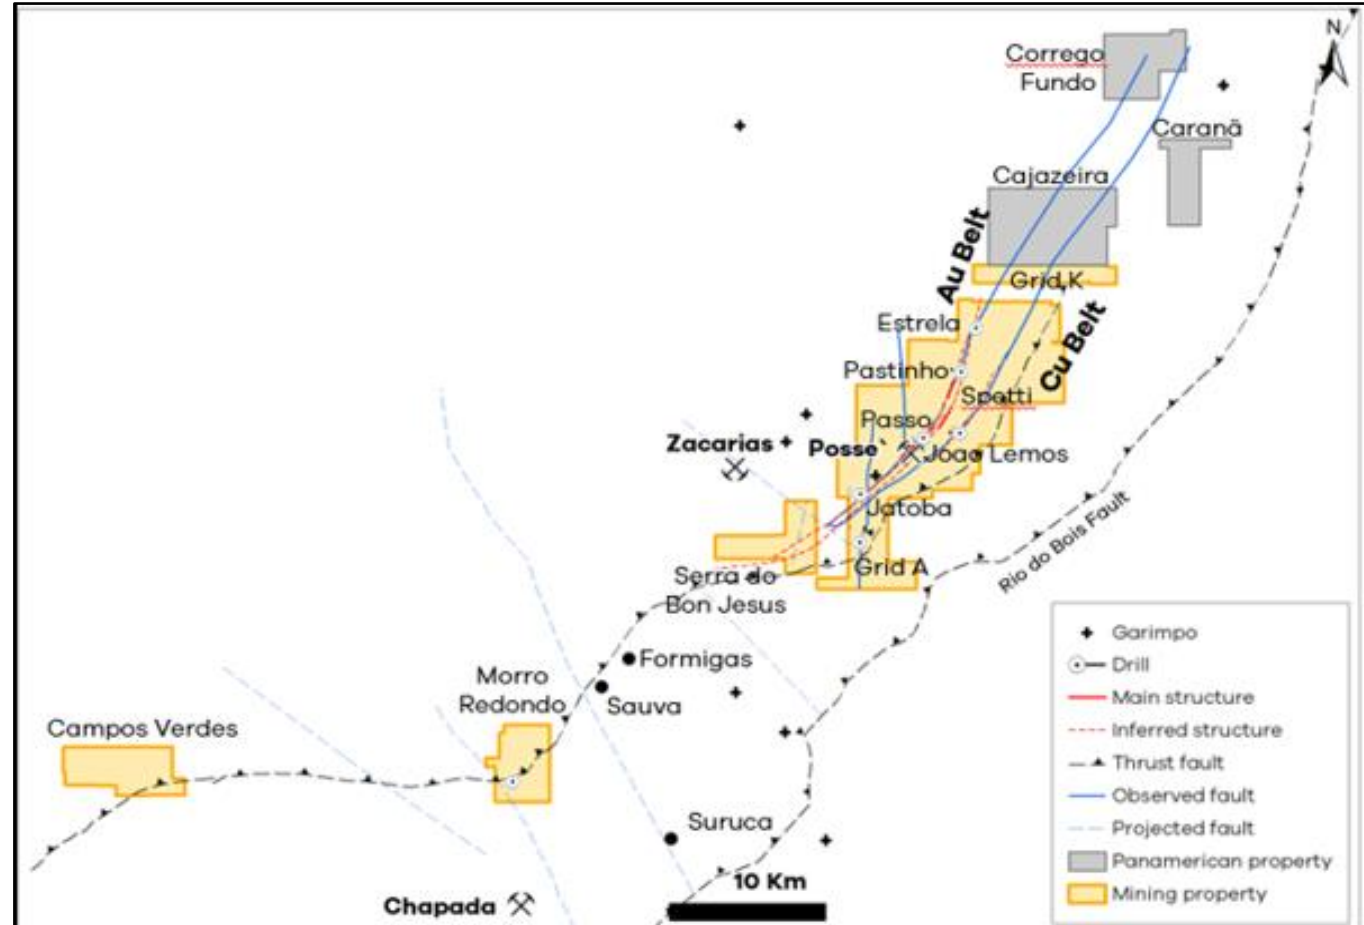 N
Corrego
Fundo
Caranã
Cajazeira
Au Belt
Grid K
Estrela
Cu Belt
Pastinho
Spetti
Passo
Zacarias
Posse
Joao Lemos
Jatoba
Grid A
Rio do Bois Fault
Serra do
Bon Jesus
Formigas
Morro
Redondo
Sauva
Campos Verdes
Suruca
10 Km
Chapada
Garimpo
Drill
Main structure
Inferred structure
Thrust fault
Observed fault
Projected fault
Panamerican property
Mining property